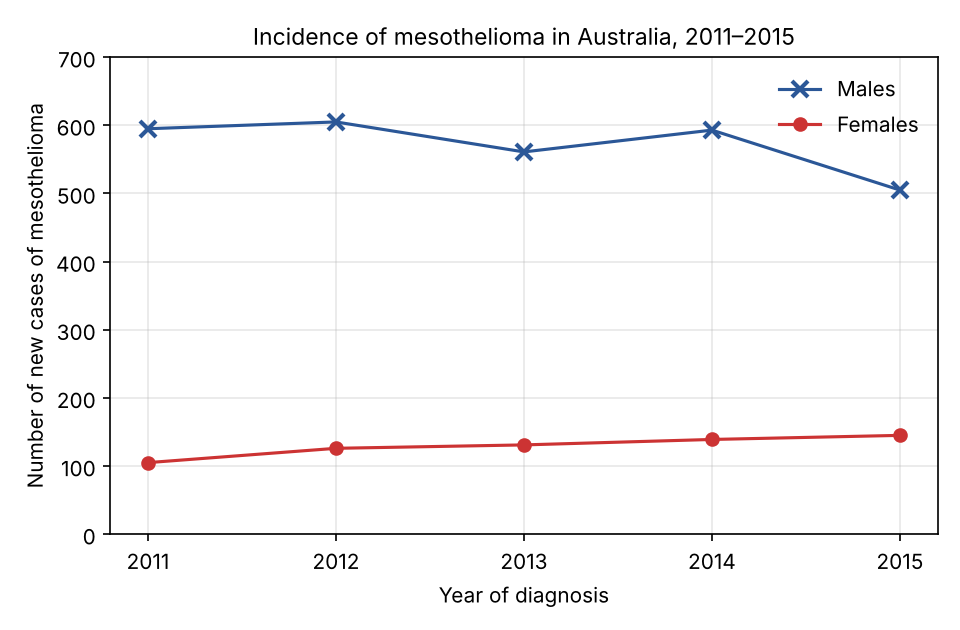 Incidence of mesothelioma in Australia, 2011–2015
Number of new cases of mesothelioma
700
600
500
400
300
200
100
0
Males
Females
2011 2012 2013 2014 2015
Year of diagnosis